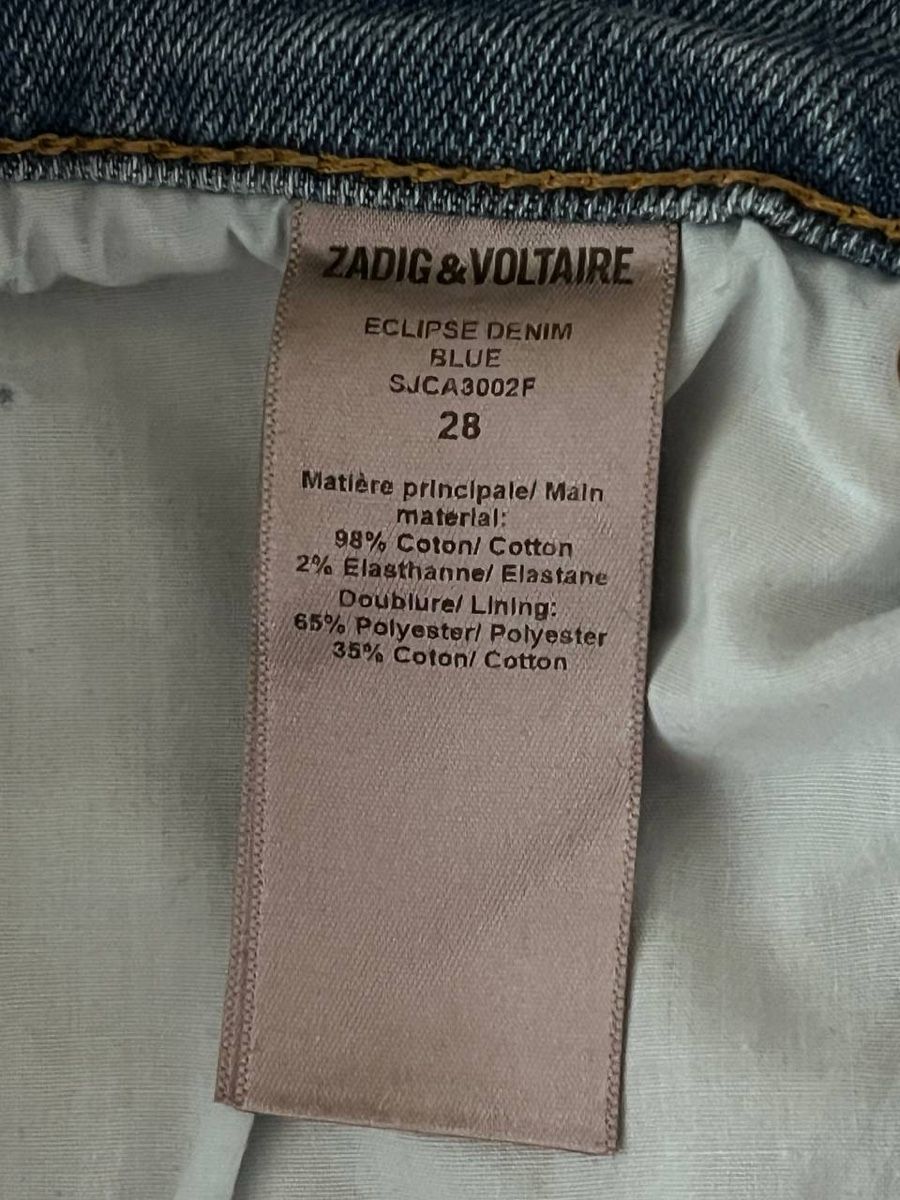 ZADIG & VOLTAIRE
ECLIPSE DENIM
BLUE
SJCA3002F
28
Matière principale/ Main
material:
98% Coton/ Cotton
2% Elasthanne/ Elastane
Doublure/ Lining:
65% Polyester/ Polyester
35% Coton/ Cotton